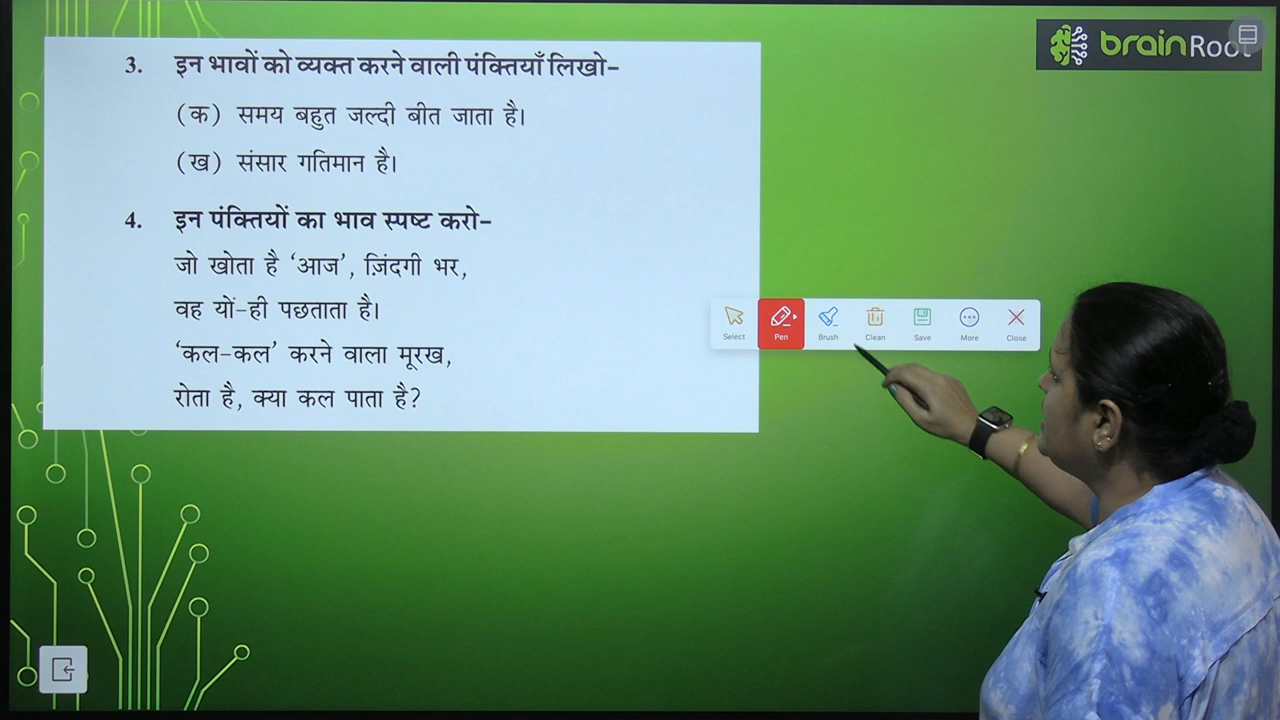 brainRoot
3. इन भावों को व्यक्त करने वाली पंक्तियाँ लिखो-
(क) समय बहुत जल्दी बीत जाता है।
(ख) संसार गतिमान है।
4. इन पंक्तियों का भाव स्पष्ट करो-
जो खोता है ‘आज’, ज़िंदगी भर,
वह यों-ही पछताता है।
‘कल-कल’ करने वाला मूरख,
रोता है, क्या कल पाता है?
Select Pen Brush Clean Save More Close